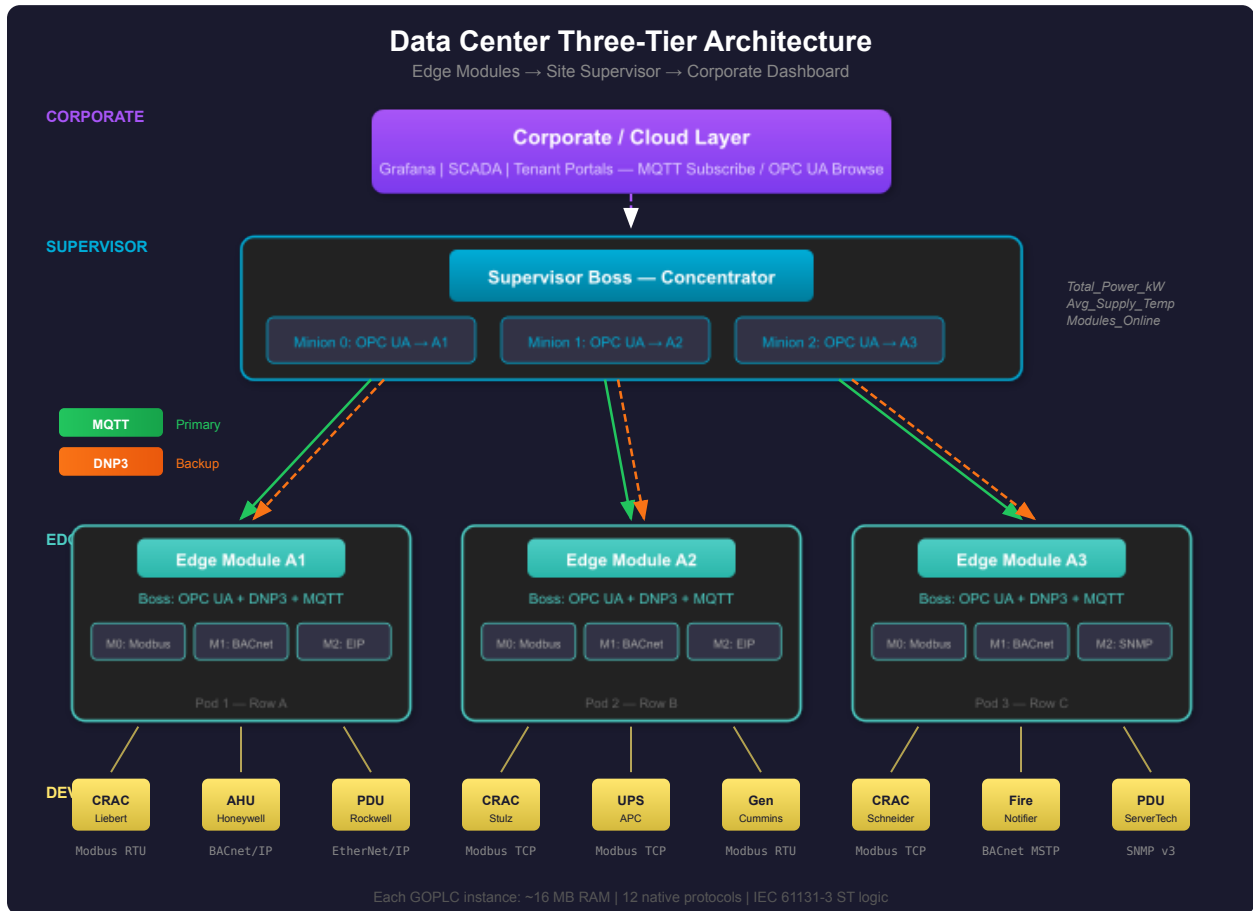 Data Center Three-Tier Architecture
Edge Modules → Site Supervisor → Corporate Dashboard
CORPORATE
Corporate / Cloud Layer
Grafana | SCADA | Tenant Portals — MQTT Subscribe / OPC UA Browse
SUPERVISOR
Supervisor Boss — Concentrator
Minion 0: OPC UA → A1
Minion 1: OPC UA → A2
Minion 2: OPC UA → A3
Total_Power_kW
Avg_Supply_Temp
Modules_Online
MQTT
Primary
DNP3
Backup
Edge Module A1
Boss: OPC UA + DNP3 + MQTT
M0: Modbus
M1: BACnet
M2: EIP
Pod 1 — Row A
Edge Module A2
Boss: OPC UA + DNP3 + MQTT
M0: Modbus
M1: BACnet
M2: EIP
Pod 2 — Row B
Edge Module A3
Boss: OPC UA + DNP3 + MQTT
M0: Modbus
M1: BACnet
M2: SNMP
Pod 3 — Row C
CRAC
Liebert
Modbus RTU
AHU
Honeywell
BACnet/IP
PDU
Rockwell
EtherNet/IP
CRAC
Stulz
Modbus TCP
UPS
APC
Modbus TCP
Gen
Cummins
Modbus RTU
CRAC
Schneider
Modbus TCP
Fire
Notifier
BACnet MSTP
PDU
ServerTech
SNMP v3
Each GOPLC instance: ~16 MB RAM | 12 native protocols | IEC 61131-3 ST logic